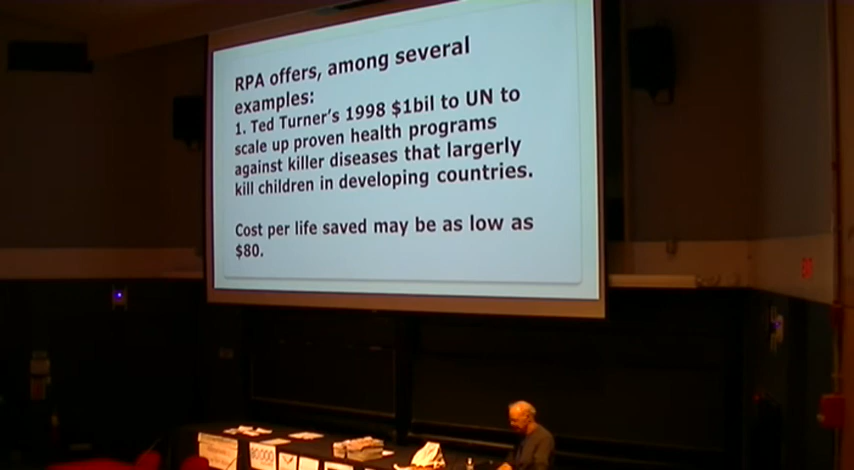 RPA offers, among several
examples:
1. Ted Turner's 1998 $1bil to UN to
scale up proven health programs
against killer diseases that largerly
kill children in developing countries.
Cost per life saved may be as low as
$80.